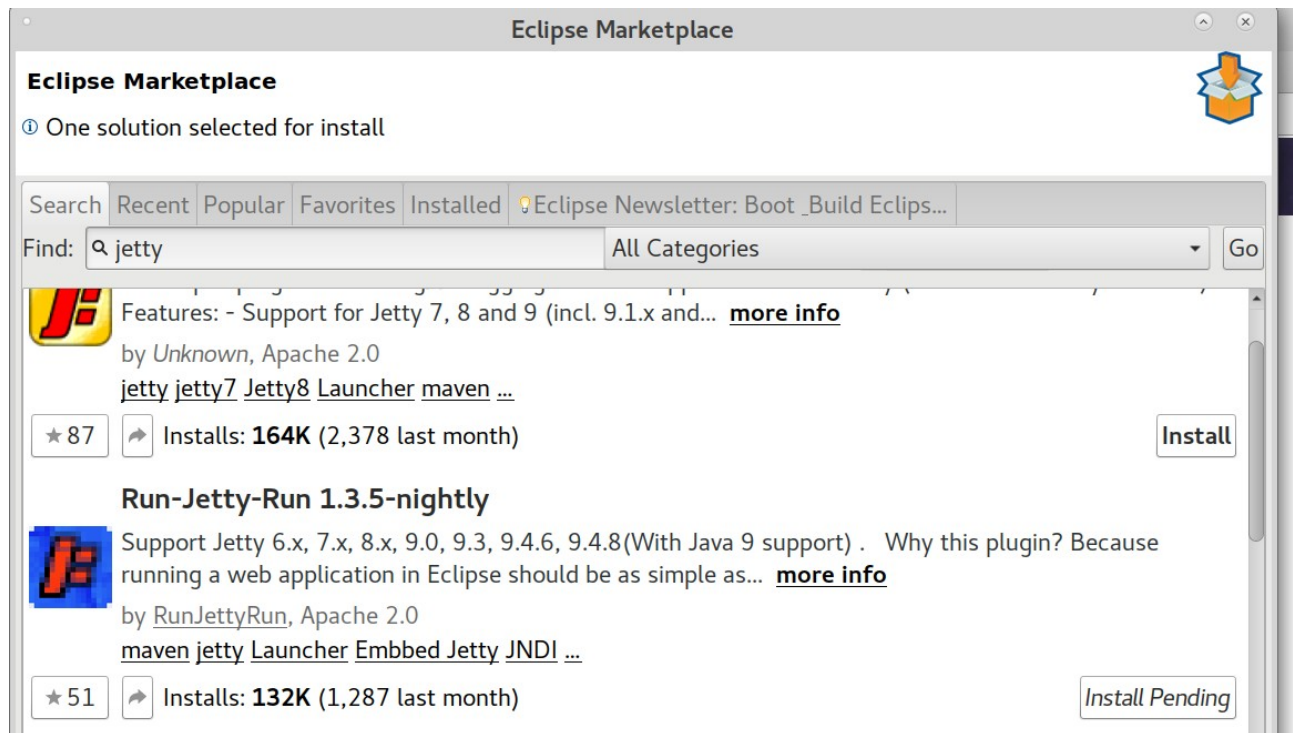 Eclipse Marketplace
Eclipse Marketplace
One solution selected for install
Search Recent Popular Favorites Installed Eclipse Newsletter: Boot _Build Eclips...
Find: jetty All Categories Go
Features: - Support for Jetty 7, 8 and 9 (incl. 9.1.x and... more info
by Unknown, Apache 2.0
jetty jetty7 Jetty8 Launcher maven ...
87 Installs: 164K (2,378 last month) Install
Run-Jetty-Run 1.3.5-nightly
Support Jetty 6.x, 7.x, 8.x, 9.0, 9.3, 9.4.6, 9.4.8(With Java 9 support) . Why this plugin? Because
running a web application in Eclipse should be as simple as... more info
by RunJettyRun, Apache 2.0
maven jetty Launcher Embbed Jetty JNDI ...
51 Installs: 132K (1,287 last month) Install Pending